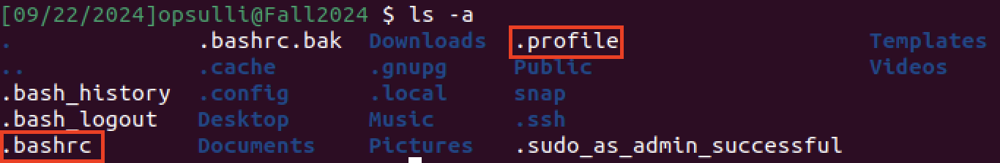 [09/22/2024]opsulli@Fall2024 $ ls -a
. .bashrc.bak Downloads .profile Templates
.. .cache .gnupg Public Videos
.bash_history .config .local snap
.bash_logout Desktop Music .ssh
.bashrc Documents Pictures .sudo_as_admin_successful